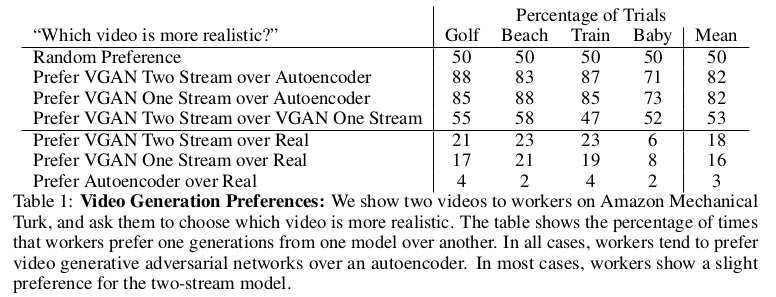 Percentage of Trials
“Which video is more realistic?” Golf Beach Train Baby Mean
Random Preference 50 50 50 50 50
Prefer VGAN Two Stream over Autoencoder 88 83 87 71 82
Prefer VGAN One Stream over Autoencoder 85 88 85 73 82
Prefer VGAN Two Stream over VGAN One Stream 55 58 47 52 53
Prefer VGAN Two Stream over Real 21 23 23 6 18
Prefer VGAN One Stream over Real 17 21 19 8 16
Prefer Autoencoder over Real 4 2 4 2 3
Table 1: Video Generation Preferences: We show two videos to workers on Amazon Mechanical
Turk, and ask them to choose which video is more realistic. The table shows the percentage of times
that workers prefer one generations from one model over another. In all cases, workers tend to prefer
video generative adversarial networks over an autoencoder. In most cases, workers show a slight
preference for the two-stream model.